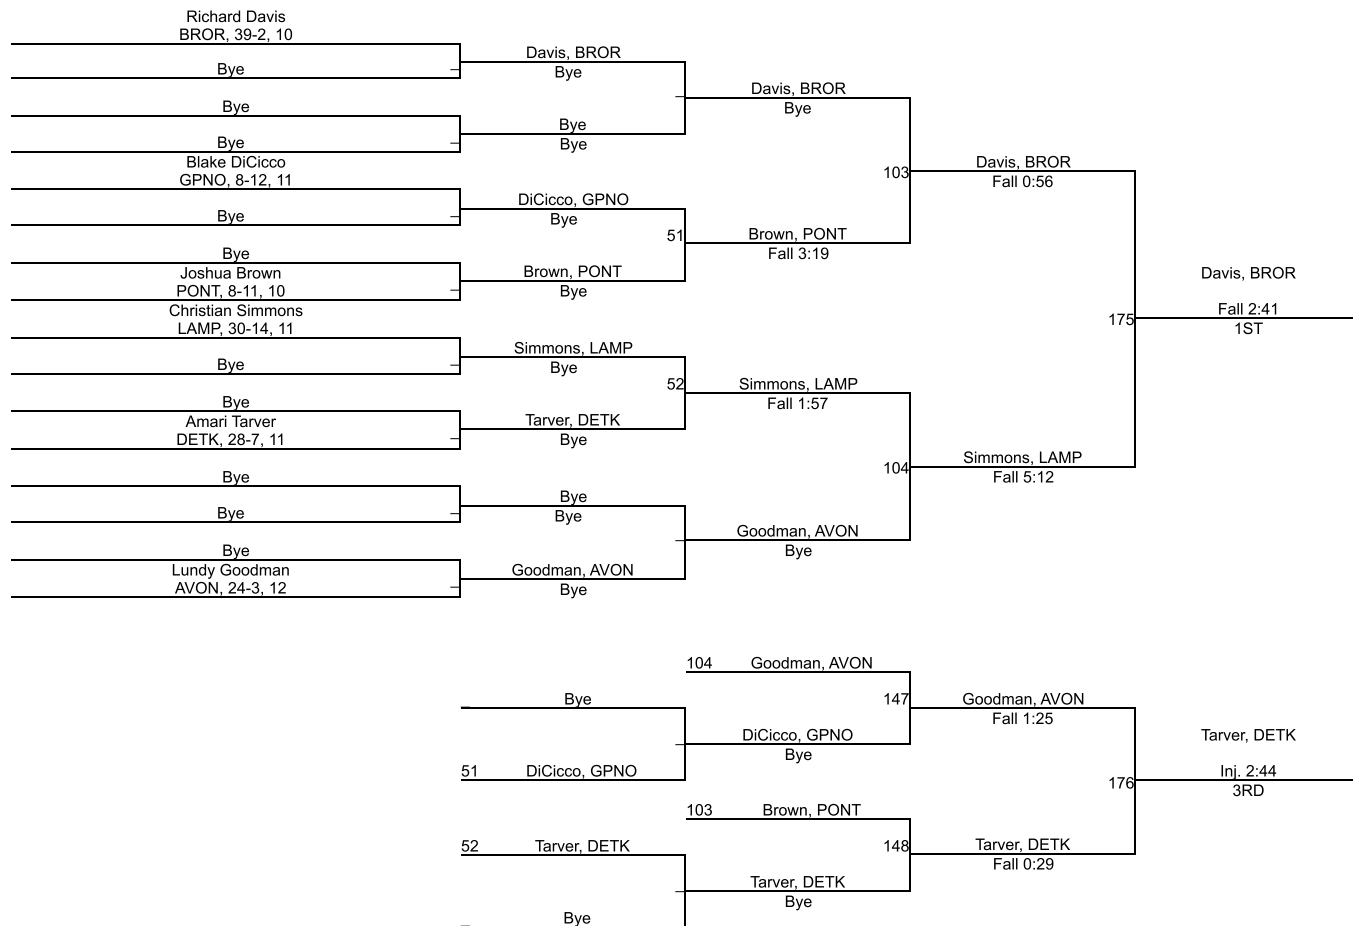 Richard Davis
BROR, 39-2, 10
Bye
Bye
Bye
Blake DiCicco
GPNO, 8-12, 11
Bye
Bye
Joshua Brown
PONT, 8-11, 10
Christian Simmons
LAMP, 30-14, 11
Bye
Bye
Amari Tarver
DETK, 28-7, 11
Bye
Bye
Bye
Lundy Goodman
AVON, 24-3, 12
Davis, BROR
Bye
Bye
Bye
DiCicco, GPNO
Bye
51
Brown, PONT
Bye
Simmons, LAMP
Bye
52
Tarver, DETK
Bye
Bye
Bye
Goodman, AVON
Bye
Davis, BROR
Bye
103
Brown, PONT
Fall 3:19
Simmons, LAMP
Fall 1:57
104
Goodman, AVON
Bye
Davis, BROR
Fall 0:56
175
Simmons, LAMP
Fall 5:12
Davis, BROR
Fall 2:41
1ST
Bye
51 DiCicco, GPNO
52 Tarver, DETK
Bye
104 Goodman, AVON
147
DiCicco, GPNO
Bye
103 Brown, PONT
148
Tarver, DETK
Bye
Goodman, AVON
Fall 1:25
176
Tarver, DETK
Fall 0:29
Tarver, DETK
Inj. 2:44
3RD